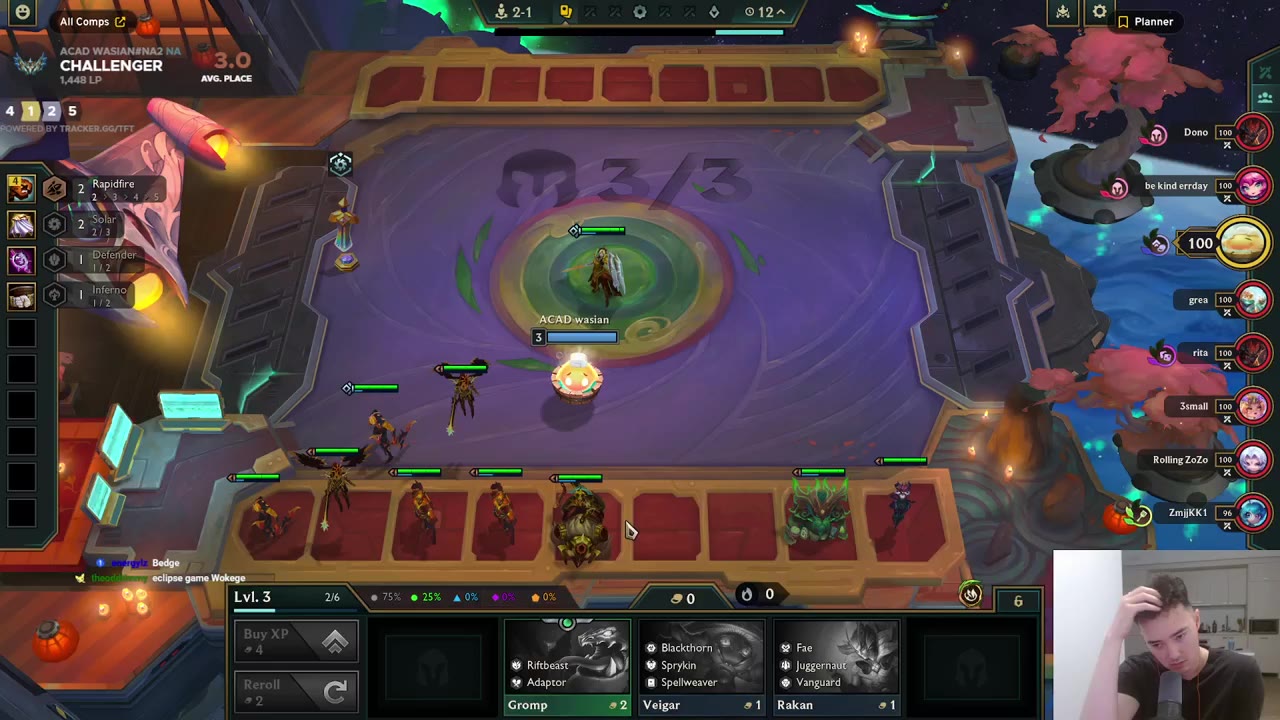 All Comps
2-1
12
Planner
ACAD WASIAN#NA2 NA
CHALLENGER
1,448 LP
3.0
AVG. PLACE
4 1 2 5
POWERED BY TRACKER.GG/TFT
4
2 Rapidfire
2 > 3 > 4 > 5
2 Solar
2 / 3
1 Defender
1 / 2
1 Inferno
1 / 2
3/3
ACAD wasian
3
Dono 100
be kind errday 100
100
grea 100
rita 100
3small 100
Rolling ZoZo 100
ZmjjKK1 96
energylz Bedge
eclipse game Wokege
Lvl. 3 2/6
75% 25% 0% 0% 0%
0
0
6
Buy XP
4
Reroll
2
Riftbeast
Adaptor
Gromp 2
Blackthorn
Sprykin
Spellweaver
Veigar 1
Fae
Juggernaut
Vanguard
Rakan 1